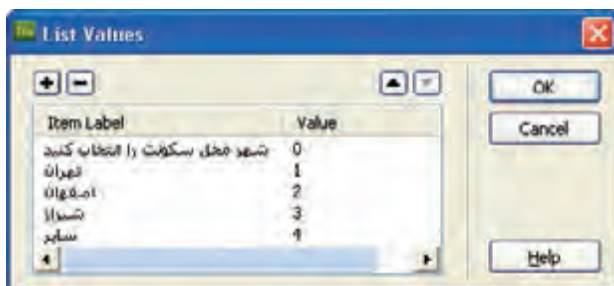 List Values
OK
Item Label Value
Cancel
شهر محل سکونت را انتخاب کنید 0
تهران 1
اصفهان 2
شیراز 3
سایر 4
Help